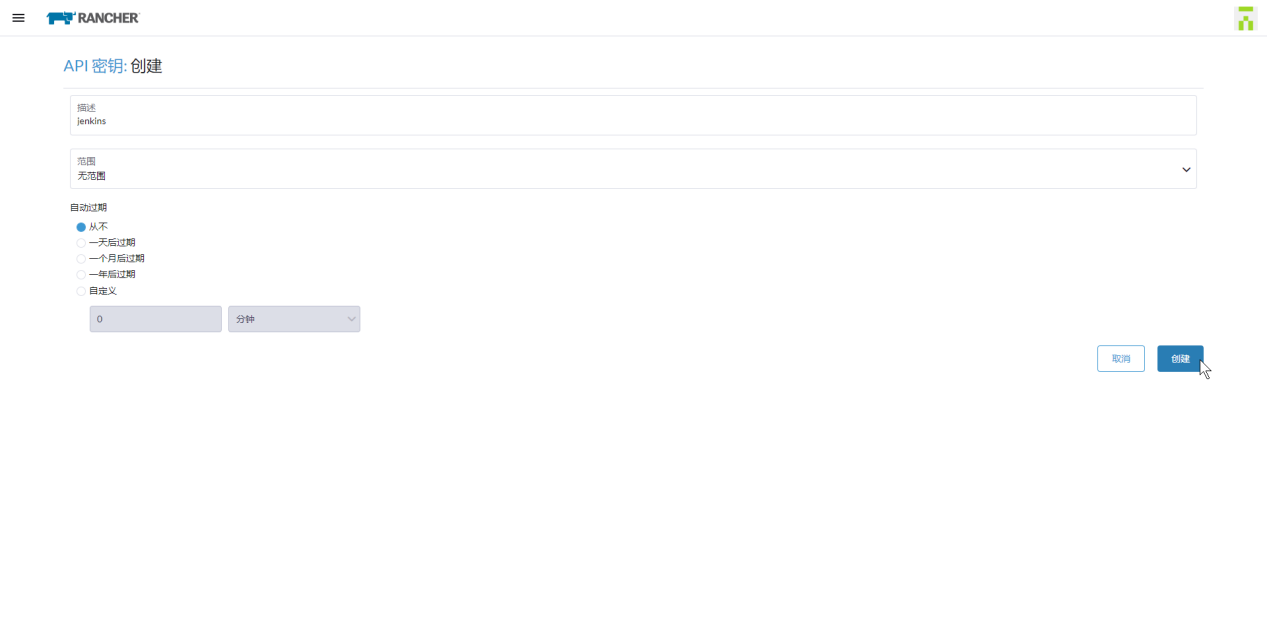 RANCHER
API 密钥: 创建
描述
jenkins
范围
无范围
自动过期
从不
一天后过期
一个月后过期
一年后过期
自定义
0 分钟
取消 创建